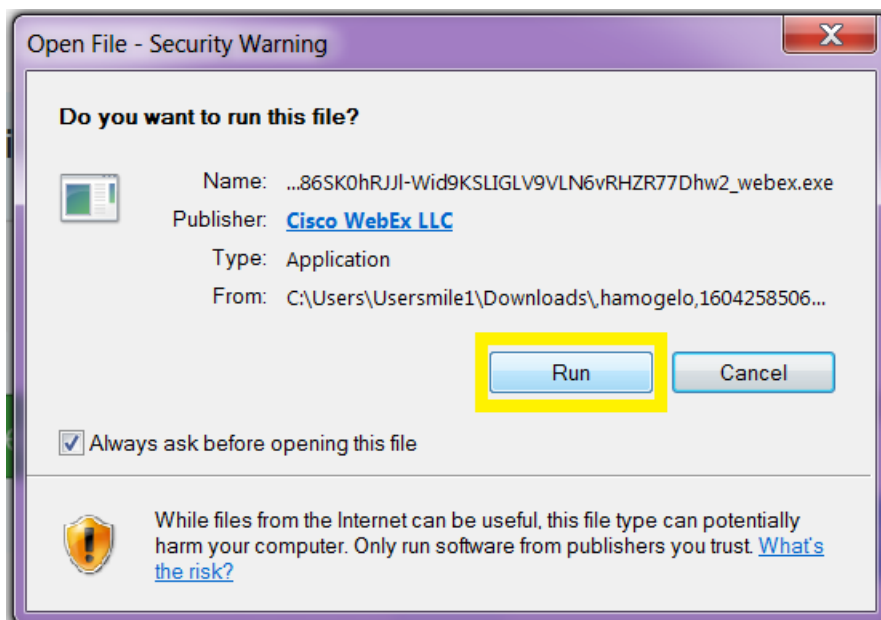 Open File - Security Warning
Do you want to run this file?
Name: ...86SK0hRJJl-Wid9KSLIGLV9VLN6vRHZR77Dhw2_webex.exe
Publisher: Cisco WebEx LLC
Type: Application
From: C:\Users\Usersmile1\Downloads\,hamogelo,1604258506...
Run Cancel
Always ask before opening this file
While files from the Internet can be useful, this file type can potentially
harm your computer. Only run software from publishers you trust. What's
the risk?